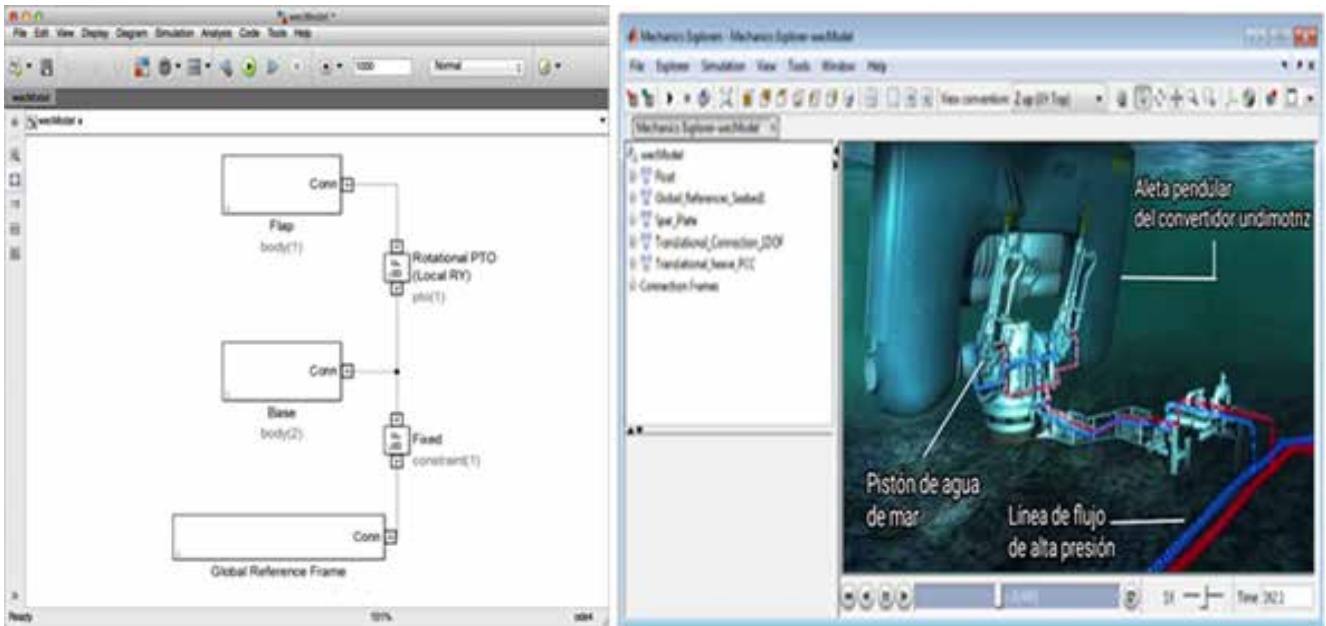 wecModel *
File Edit View Display Diagram Simulation Analysis Code Tools Help
1000
Normal
wecModel
wecModel
Conn
Flap
body(1)
Rotational PTO
(Local RY)
pto(1)
Conn
Base
body(2)
Fixed
constraint(1)
Conn
Global Reference Frame
Ready
ode4
Mechanics Explorers - Mechanics Explorer-wecModel
File Explorer Simulation View Tools Window Help
View convention: Z up (XY Top)
Mechanics Explorer-wecModel
wecModel
Float
Global_Reference_Seabed1
Spar_Plate
Translational_Connection_1DOF
Translational_heave_PCC
Connection Frames
Aleta pendular
del convertidor undimotriz
Pistón de agua
de mar
Línea de flujo
de alta presión
1X
Time